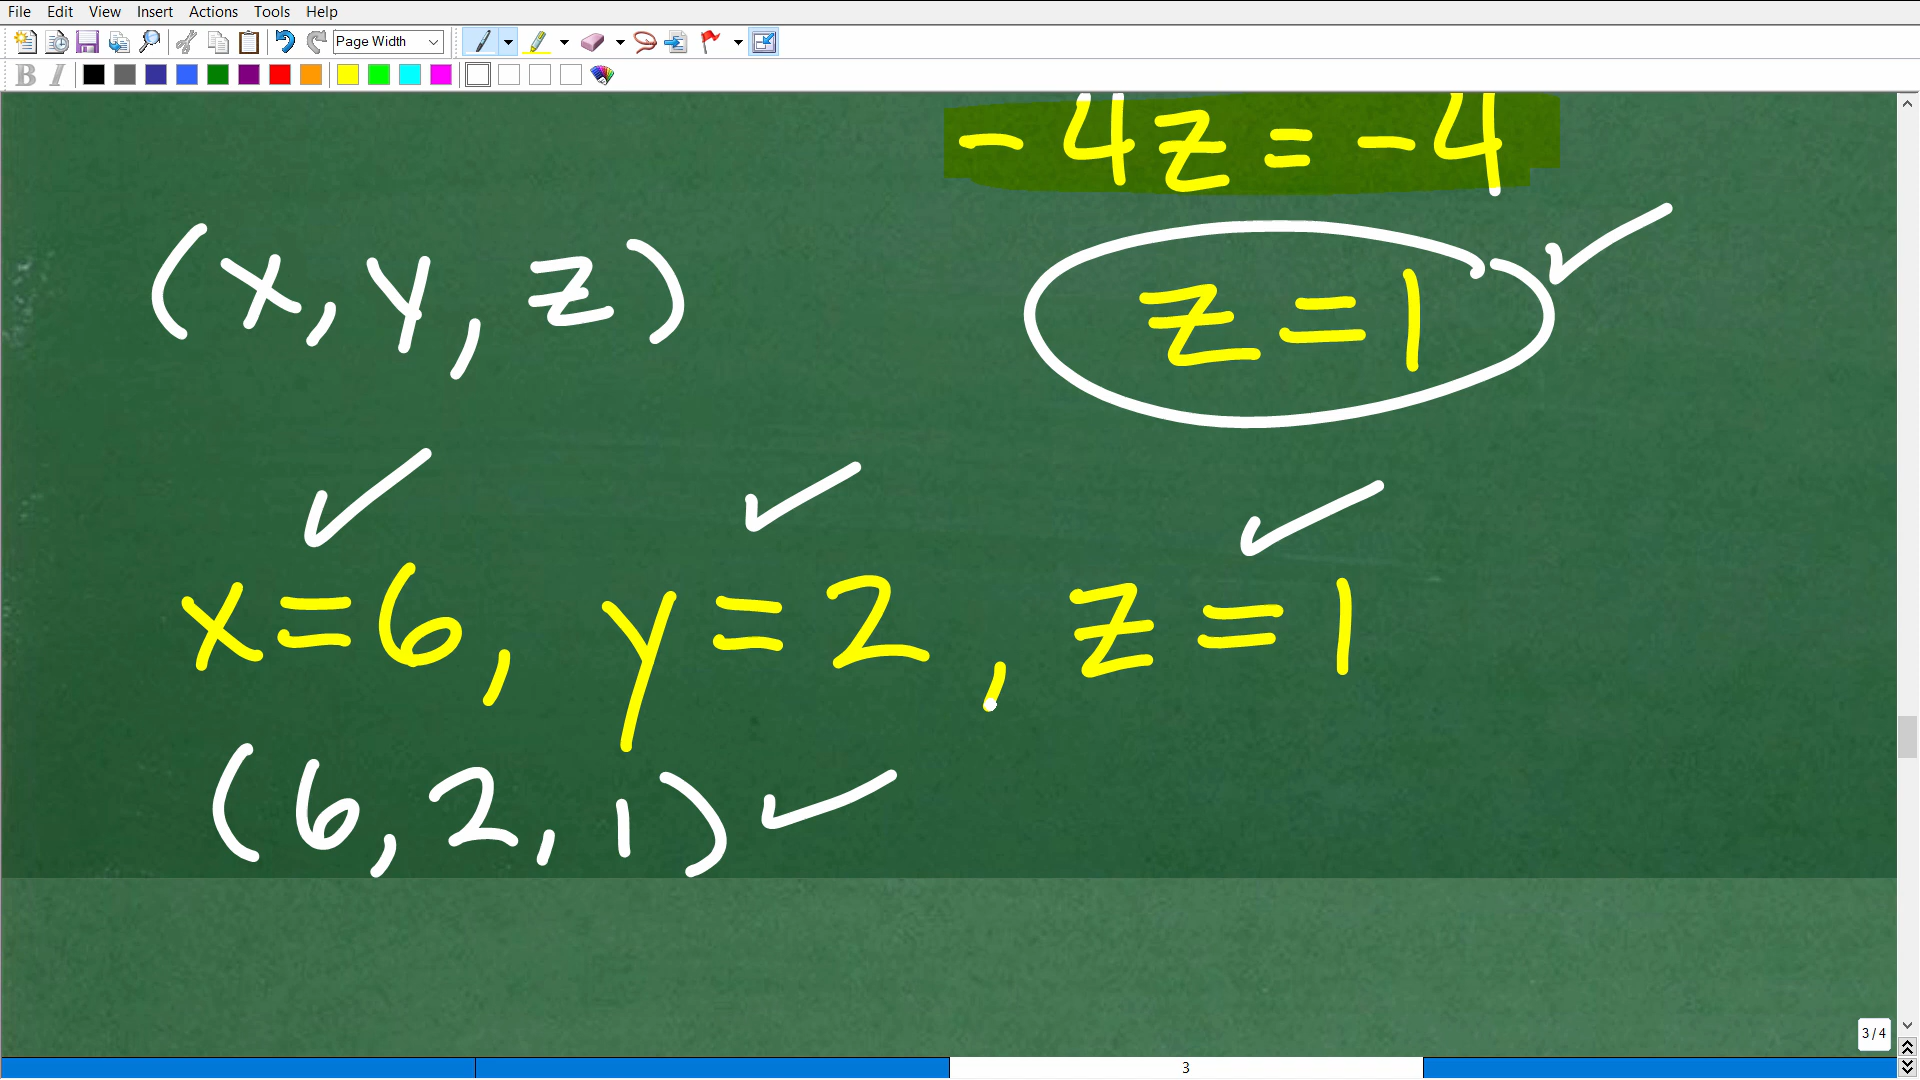 File Edit View Insert Actions Tools Help
Page Width
B I
-4z=-4
(x, y, z)
z=1
x=6, y=2, z=1
(6, 2, 1)
3/4
3